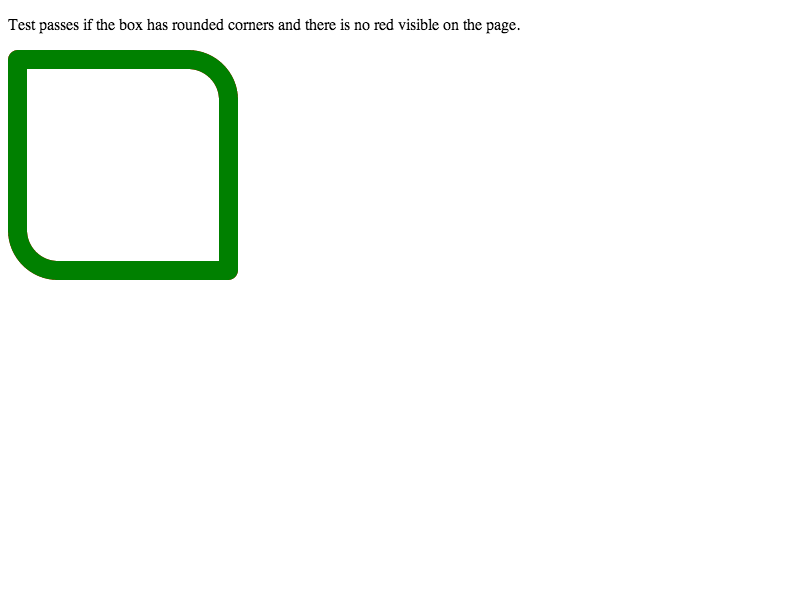 Test passes if the box has rounded corners and there is no red visible on the page.